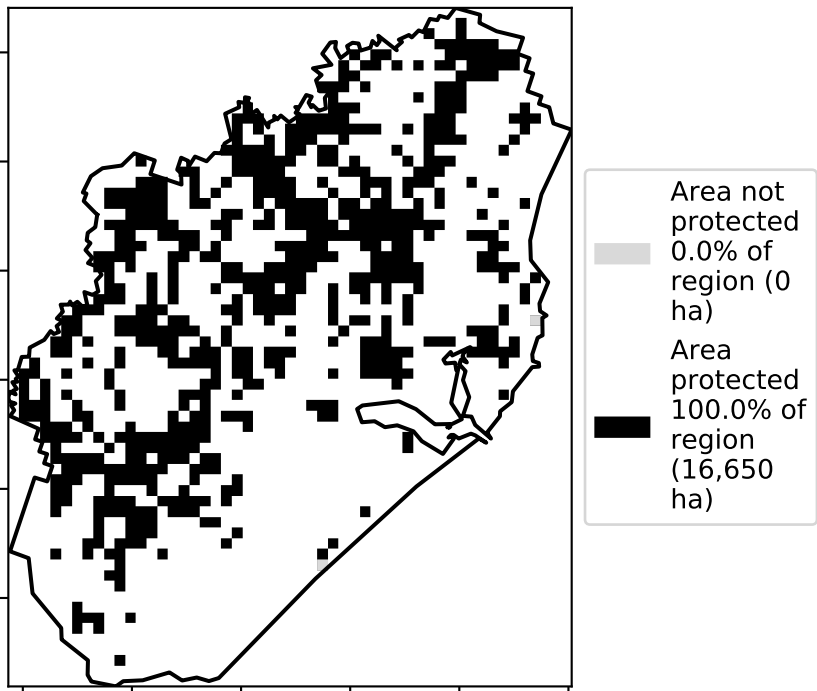 Area not
protected
0.0% of
region (0
ha)
Area
protected
100.0% of
region
(16,650
ha)